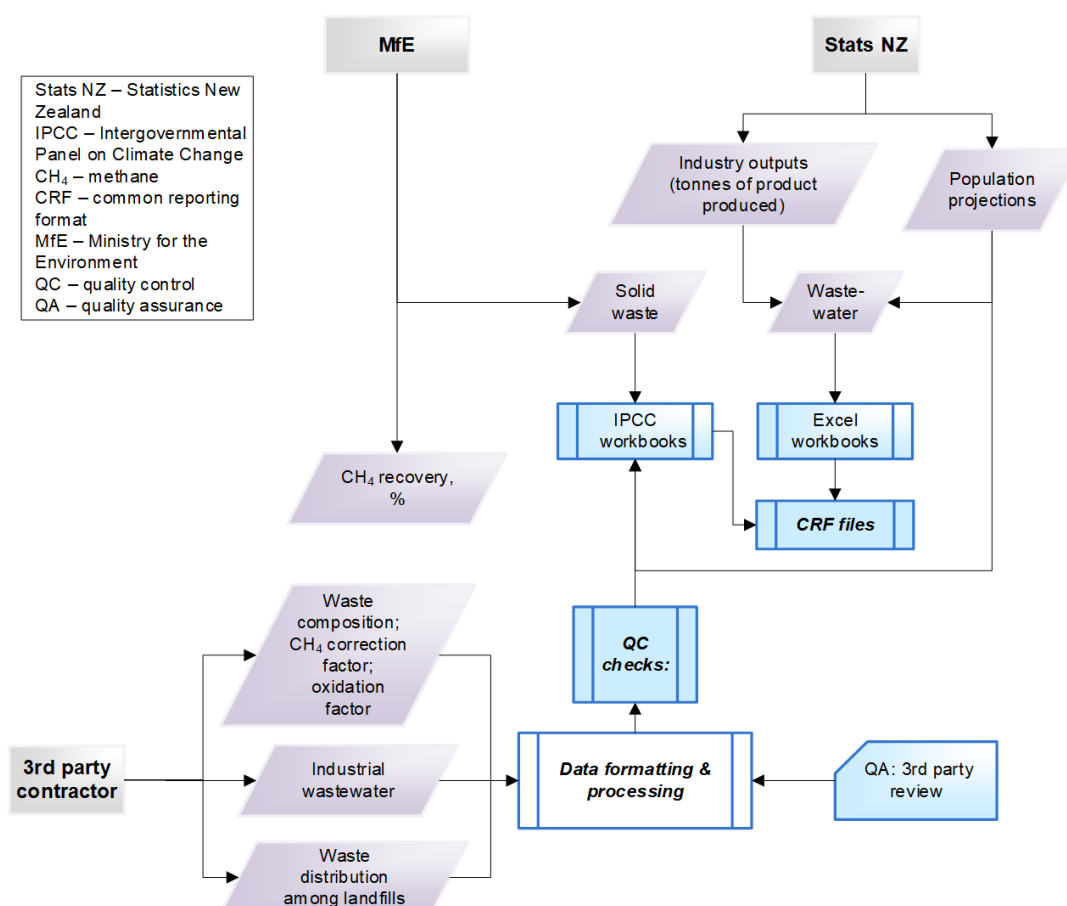 MfE
Stats NZ
Stats NZ – Statistics New
Zealand
IPCC – Intergovernmental
Panel on Climate Change
CH₄ – methane
CRF – common reporting
format
MfE – Ministry for the
Environment
QC – quality control
QA – quality assurance
Industry outputs
(tonnes of product
produced)
Population
projections
Solid
waste
Waste-
water
IPCC
workbooks
Excel
workbooks
CH₄ recovery,
%
CRF files
Waste
composition;
CH₄ correction
factor;
oxidation
factor
QC
checks:
3rd party
contractor
Industrial
wastewater
Data formatting &
processing
QA: 3rd party
review
Waste
distribution
among landfills